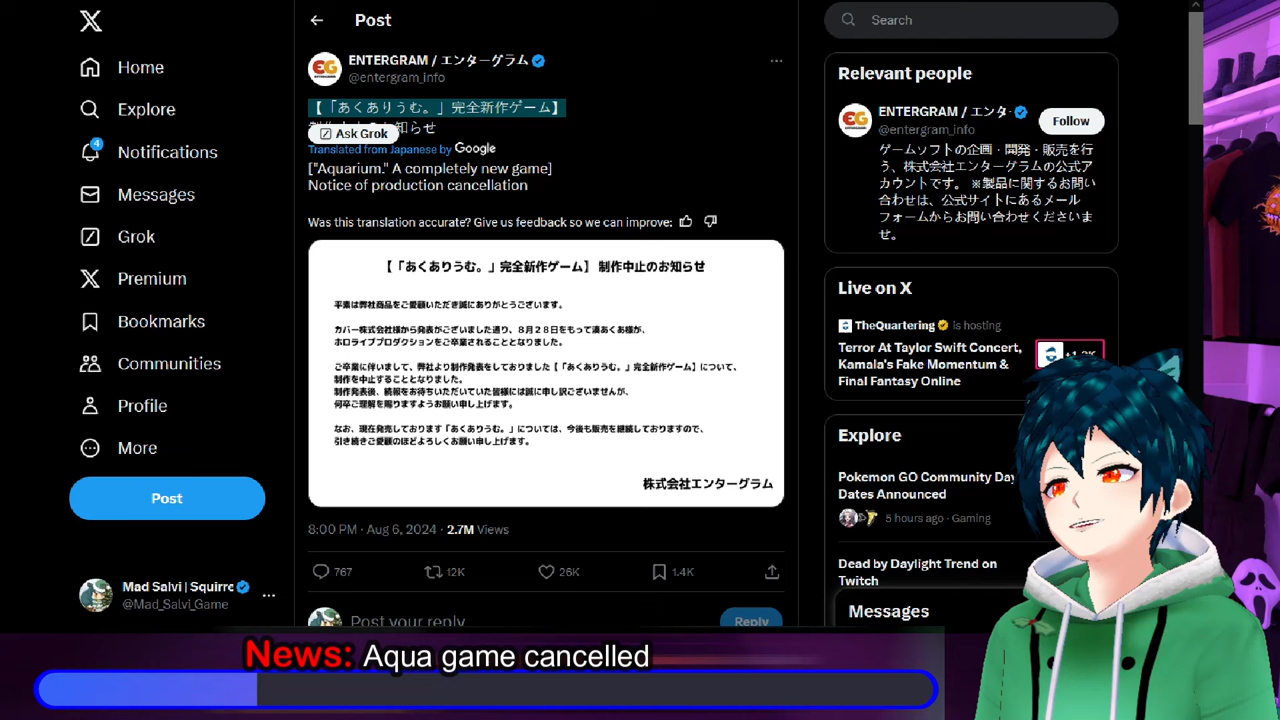 Home
Explore
4
Notifications
Messages
Grok
Premium
Bookmarks
Communities
Profile
More
Post
Mad Salvi | Squirro
@Mad_Salvi_Game
Post
ENTERGRAM / エンターグラム
@entergram_info
【「あくありうむ。」完全新作ゲーム】
知らせ
Ask Grok
Translated from Japanese by Google
["Aquarium." A completely new game]
Notice of production cancellation
Was this translation accurate? Give us feedback so we can improve:
【「あくありうむ。」完全新作ゲーム】 制作中止のお知らせ
平素は弊社商品をご愛顧いただき誠にありがとうございます。
カバー株式会社様から発表がございました通り、8月28日をもって湊あくあ様が、
ホロライブプロダクションをご卒業されることとなりました。
ご卒業に伴いまして、弊社より制作発表をしておりました【「あくありうむ。」完全新作ゲーム】について、
制作を中止することとなりました。
制作発表後、続報をお待ちいただいていた皆様には誠に申し訳ございませんが、
何卒ご理解を賜りますようお願い申し上げます。
なお、現在発売しております「あくありうむ。」については、今後も販売を継続しておりますので、
引き続きご愛顧のほどよろしくお願い申し上げます。
株式会社エンターグラム
8:00 PM · Aug 6, 2024 · 2.7M Views
767
12K
26K
1.4K
Post your reply
Reply
Search
Relevant people
ENTERGRAM / エンタ
@entergram_info
Follow
ゲームソフトの企画・開発・販売を行
う、株式会社エンターグラムの公式ア
カウントです。 ※製品に関するお問い
合わせは、公式サイトにあるメール
フォームからお問い合わせくださいま
せ。
Live on X
TheQuartering is hosting
Terror At Taylor Swift Concert,
Kamala's Fake Momentum &
Final Fantasy Online
Explore
Pokemon GO Community Day
Dates Announced
5 hours ago · Gaming
Dead by Daylight Trend on
Twitch
Messages
News: Aqua game cancelled